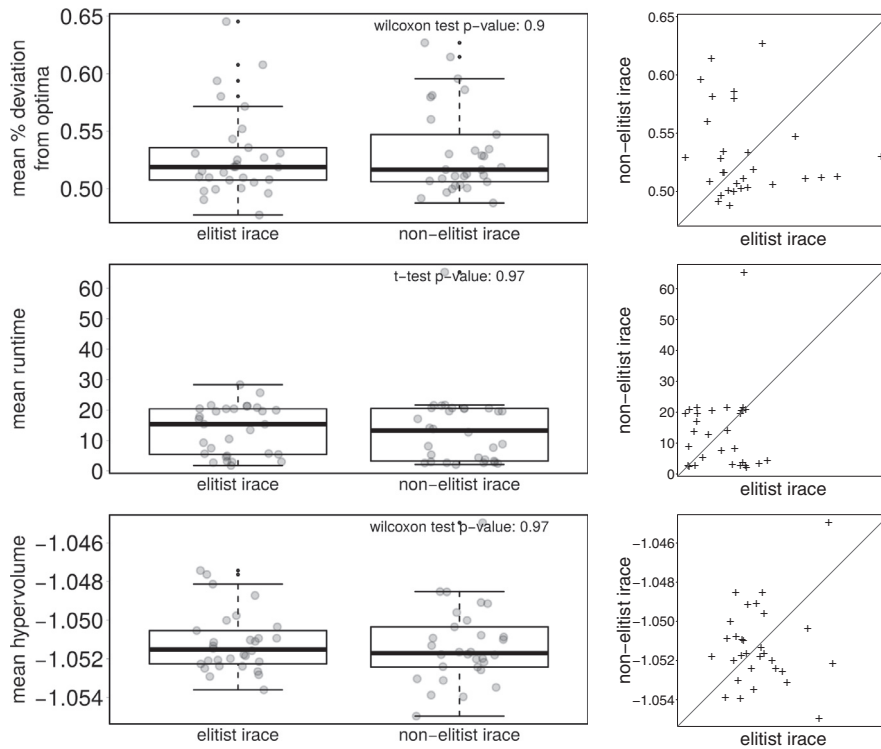 wilcoxon test p-value: 0.9
mean % deviation
from optima
0.65
0.60
0.55
0.50
elitist irace
non-elitist irace
non-elitist irace
0.65
0.60
0.55
0.50
elitist irace
t-test p-value: 0.97
mean runtime
60
50
40
30
20
10
0
elitist irace
non-elitist irace
non-elitist irace
60
50
40
30
20
10
0
elitist irace
wilcoxon test p-value: 0.97
mean hypervolume
-1.046
-1.048
-1.050
-1.052
-1.054
elitist irace
non-elitist irace
non-elitist irace
-1.046
-1.048
-1.050
-1.052
-1.054
elitist irace